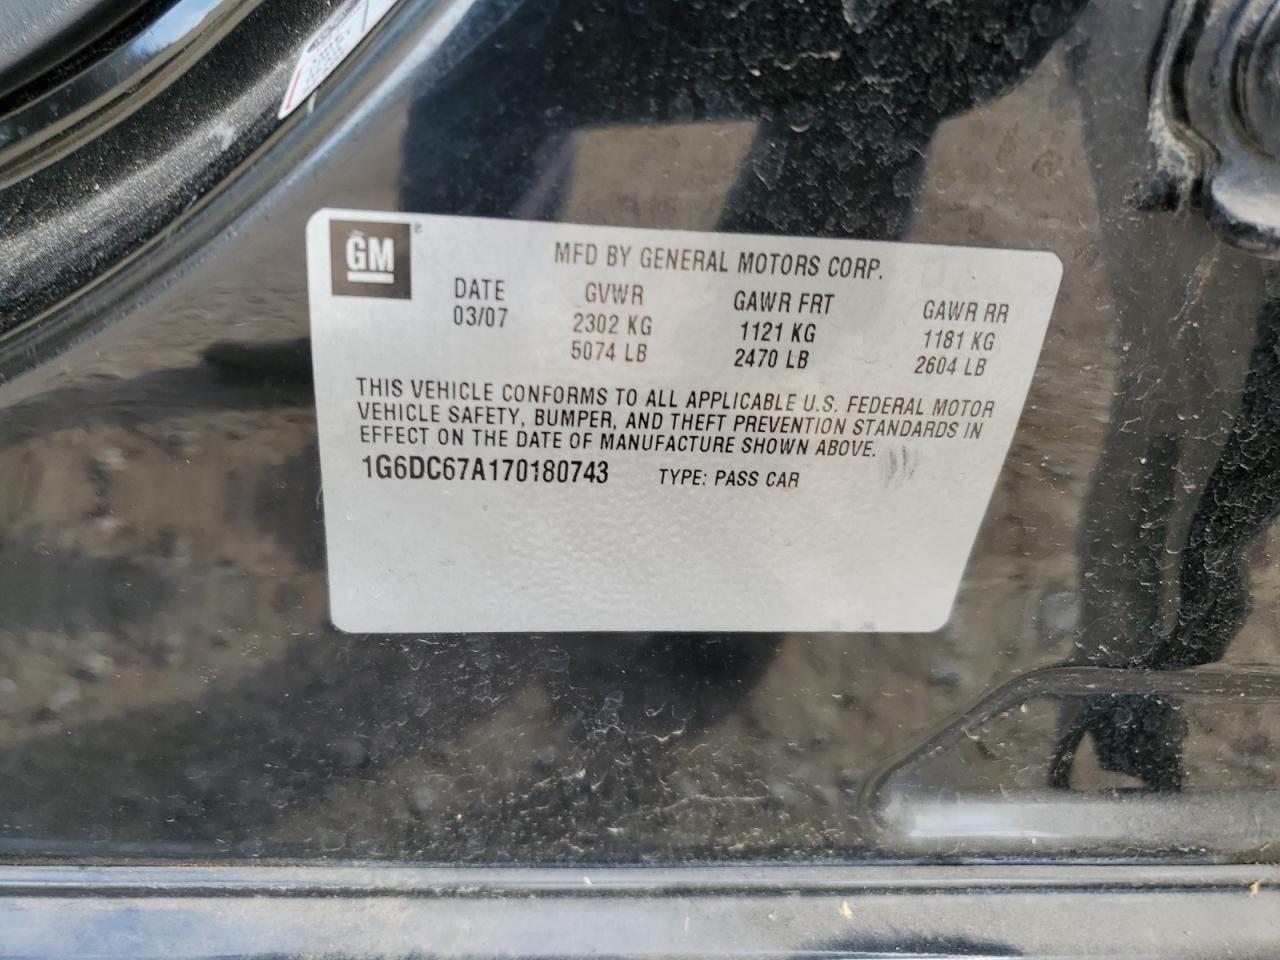 GM
MFD BY GENERAL MOTORS CORP.
DATE GVWR GAWR FRT GAWR RR
03/07 2302 KG 1121 KG 1181 KG
5074 LB 2470 LB 2604 LB
THIS VEHICLE CONFORMS TO ALL APPLICABLE U.S. FEDERAL MOTOR
VEHICLE SAFETY, BUMPER, AND THEFT PREVENTION STANDARDS IN
EFFECT ON THE DATE OF MANUFACTURE SHOWN ABOVE.
1G6DC67A170180743 TYPE: PASS CAR